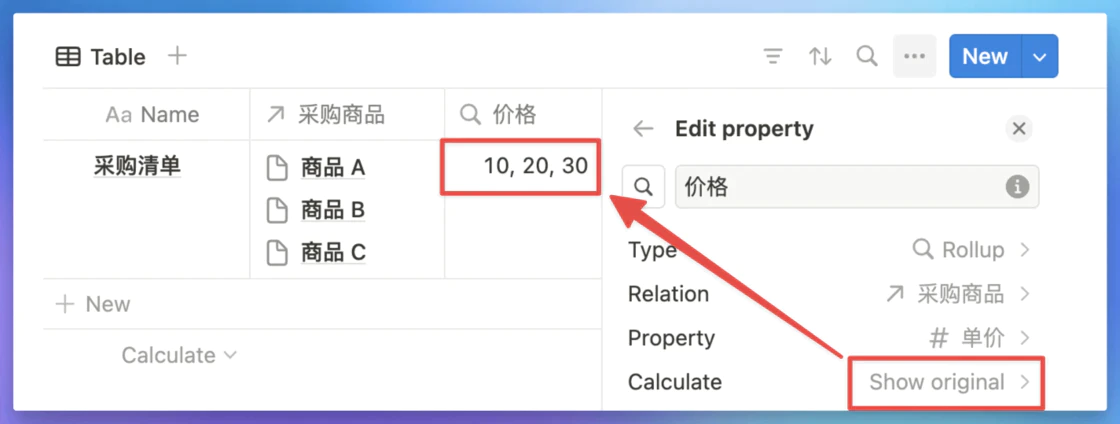 Table
New
Aa Name
采购商品
价格
采购清单
商品 A
10, 20, 30
商品 B
商品 C
New
Calculate
Edit property
价格
Type
Rollup
Relation
采购商品
Property
# 单价
Calculate
Show original